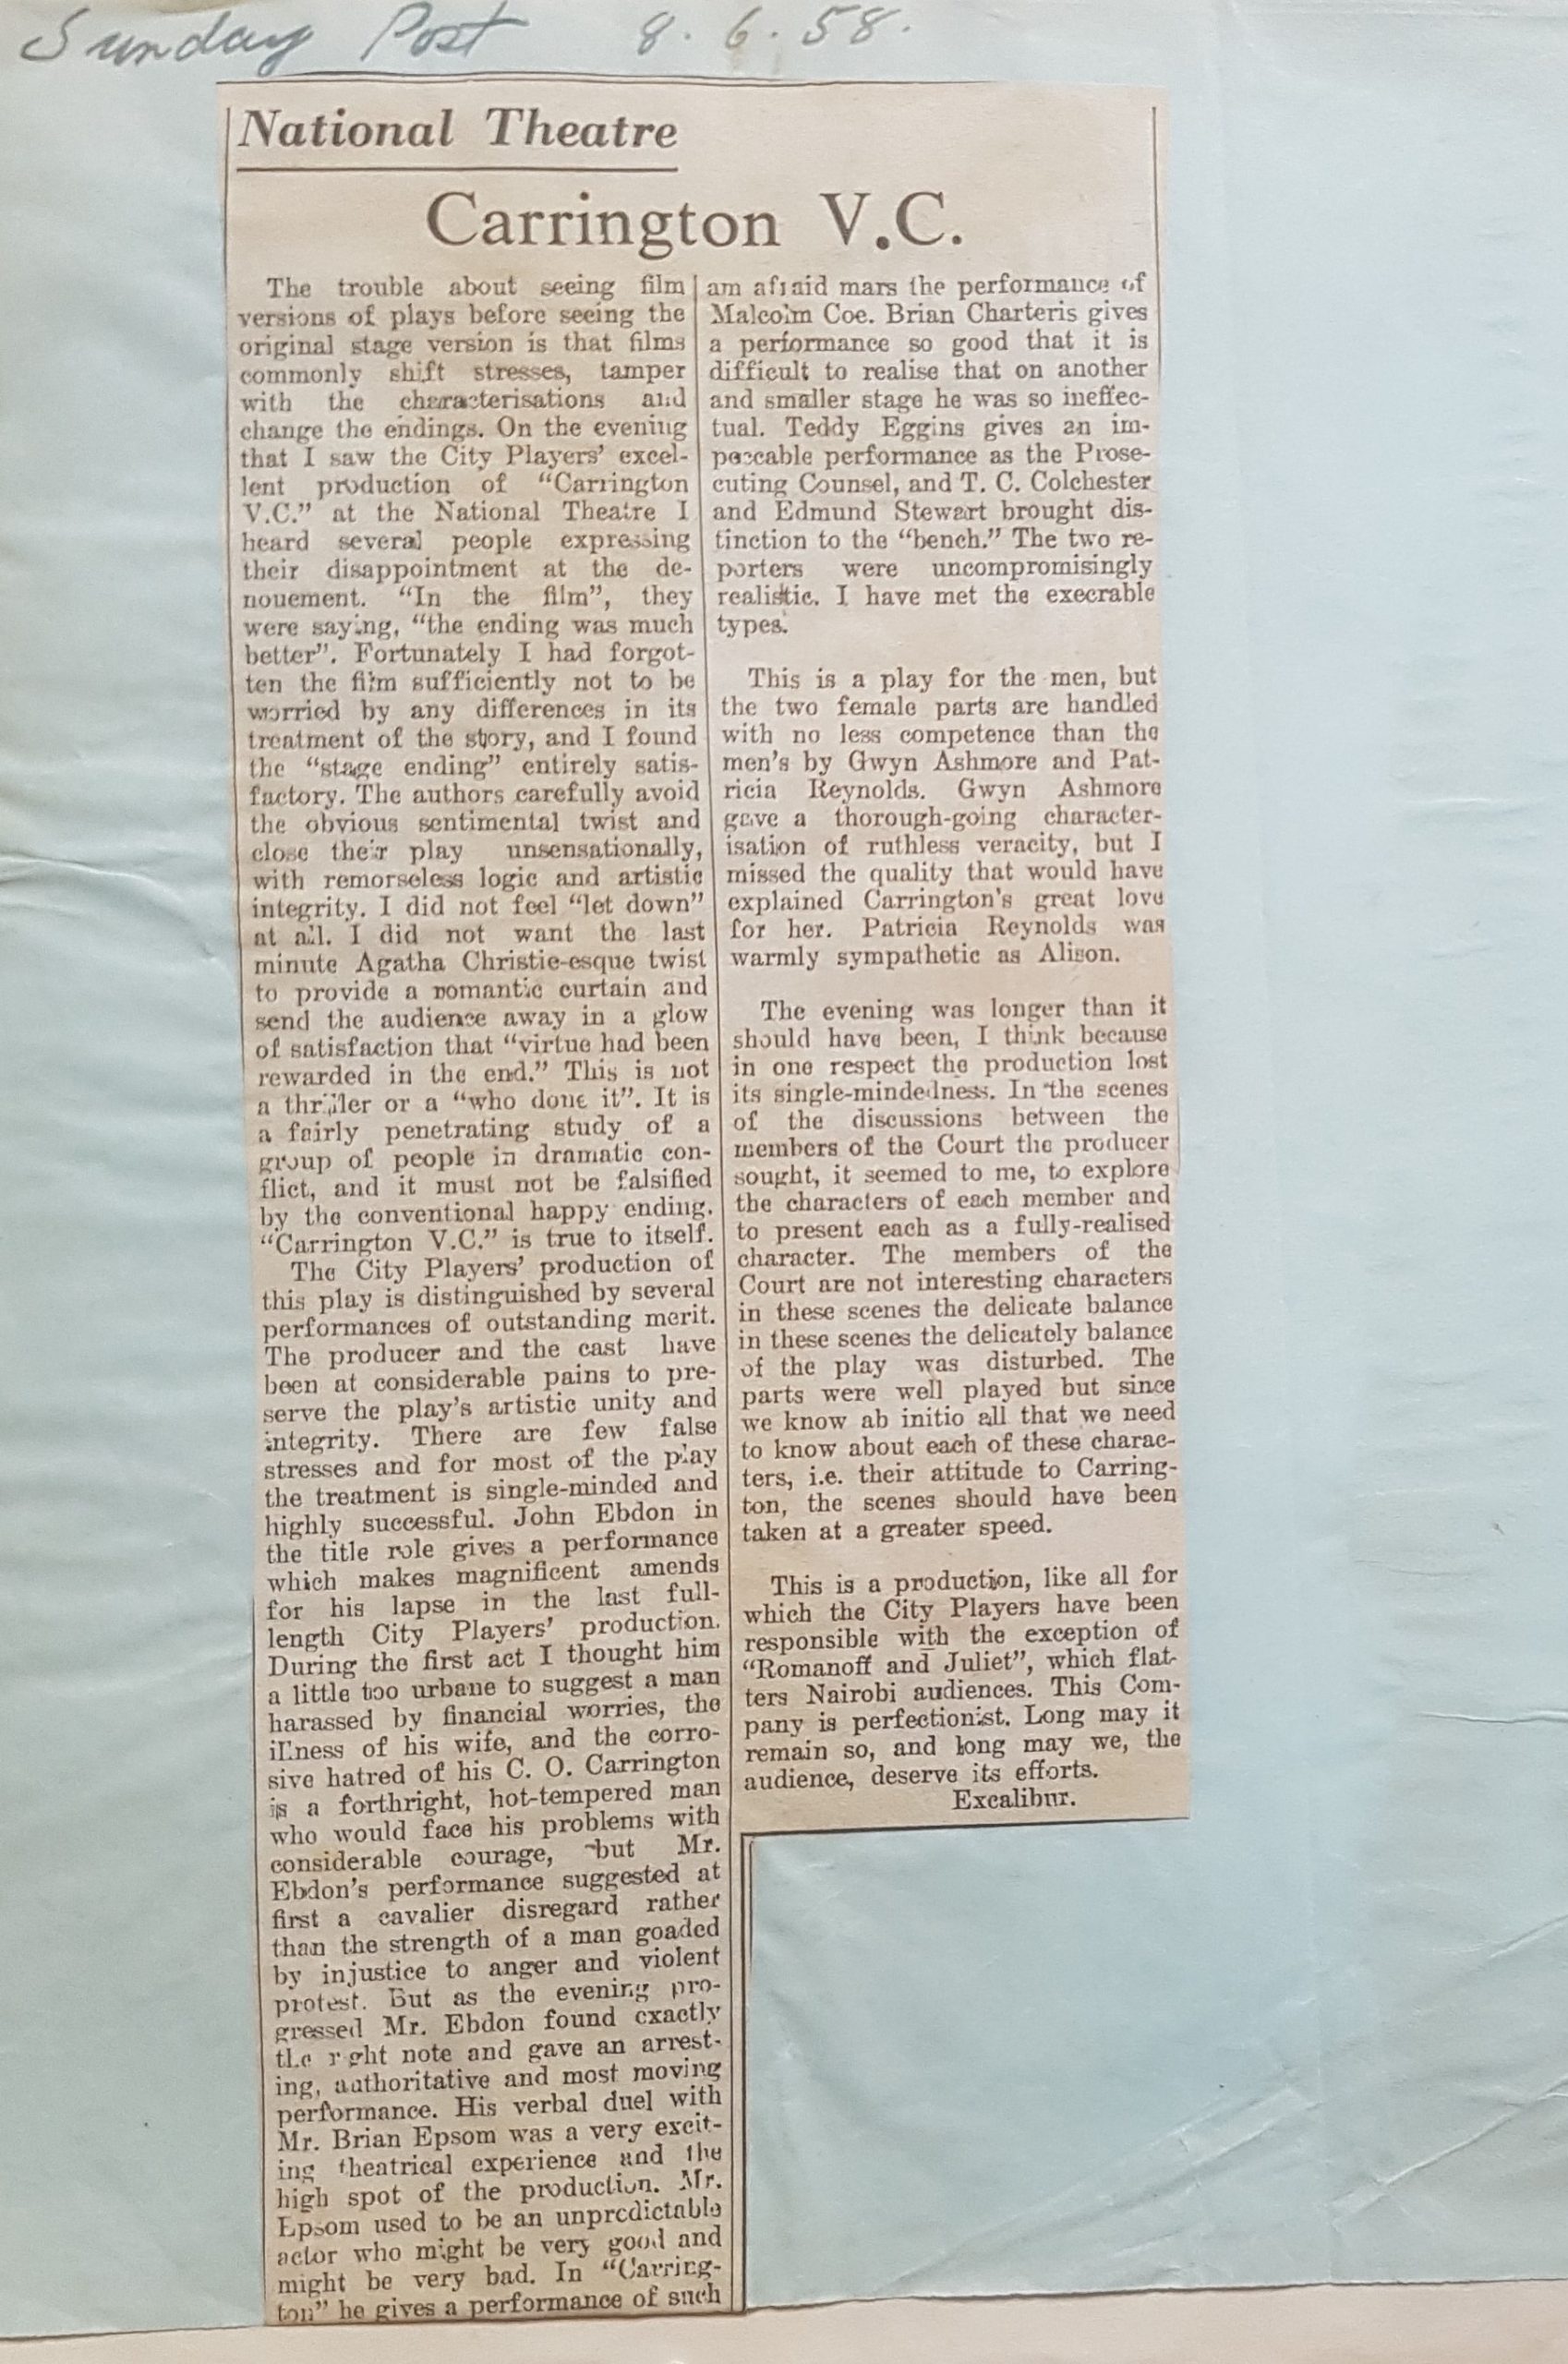 Sunday Post 8.6.58.
National Theatre
Carrington V.C.
The trouble about seeing film
versions of plays before seeing the
original stage version is that films
commonly shift stresses, tamper
with the characterisations and
change the endings. On the evening
that I saw the City Players' excel-
lent production of "Carrington
V.C." at the National Theatre I
heard several people expressing
their disappointment at the de-
nouement. "In the film", they
were saying, "the ending was much
better". Fortunately I had forgot-
ten the film sufficiently not to be
worried by any differences in its
treatment of the story, and I found
the "stage ending" entirely satis-
factory. The authors carefully avoid
the obvious sentimental twist and
close their play unsensationally,
with remorseless logic and artistic
integrity. I did not feel "let down"
at all. I did not want the last
minute Agatha Christie-esque twist
to provide a romantic curtain and
send the audience away in a glow
of satisfaction that "virtue had been
rewarded in the end." This is not
a thriller or a "who done it". It is
a fairly penetrating study of a
group of people in dramatic con-
flict, and it must not be falsified
by the conventional happy ending.
"Carrington V.C." is true to itself.
The City Players' production of
this play is distinguished by several
performances of outstanding merit.
The producer and the cast have
been at considerable pains to pre-
serve the play's artistic unity and
integrity. There are few false
stresses and for most of the play
the treatment is single-minded and
highly successful. John Ebdon in
the title role gives a performance
which makes magnificent amends
for his lapse in the last full-
length City Players' production.
During the first act I thought him
a little too urbane to suggest a man
harassed by financial worries, the
illness of his wife, and the corro-
sive hatred of his C. O. Carrington
is a forthright, hot-tempered man
who would face his problems with
considerable courage, but Mr.
Ebdon's performance suggested at
first a cavalier disregard rather
than the strength of a man goaded
by injustice to anger and violent
protest. But as the evening pro-
gressed Mr. Ebdon found exactly
the right note and gave an arrest-
ing, authoritative and most moving
performance. His verbal duel with
Mr. Brian Epsom was a very excit-
ing theatrical experience and the
high spot of the production. Mr.
Epsom used to be an unpredictable
actor who might be very good and
might be very bad. In "Carring-
ton" he gives a performance of such
am afraid mars the performance of
Malcolm Coe. Brian Charteris gives
a performance so good that it is
difficult to realise that on another
and smaller stage he was so ineffec-
tual. Teddy Eggins gives an im-
peccable performance as the Prose-
cuting Counsel, and T. C. Colchester
and Edmund Stewart brought dis-
tinction to the "bench." The two re-
porters were uncompromisingly
realistic. I have met the execrable
types.
This is a play for the men, but
the two female parts are handled
with no less competence than the
men's by Gwyn Ashmore and Pat-
ricia Reynolds. Gwyn Ashmore
gave a thorough-going character-
isation of ruthless veracity, but I
missed the quality that would have
explained Carrington's great love
for her. Patricia Reynolds was
warmly sympathetic as Alison.
The evening was longer than it
should have been, I think because
in one respect the production lost
its single-mindedness. In the scenes
of the discussions between the
members of the Court the producer
sought, it seemed to me, to explore
the characters of each member and
to present each as a fully-realised
character. The members of the
Court are not interesting characters
in these scenes the delicate balance
in these scenes the delicately balance
of the play was disturbed. The
parts were well played but since
we know ab initio all that we need
to know about each of these charac-
ters, i.e. their attitude to Carring-
ton, the scenes should have been
taken at a greater speed.
This is a production, like all for
which the City Players have been
responsible with the exception of
"Romanoff and Juliet", which flat-
ters Nairobi audiences. This Com-
pany is perfectionist. Long may it
remain so, and long may we, the
audience, deserve its efforts.
Excalibur.